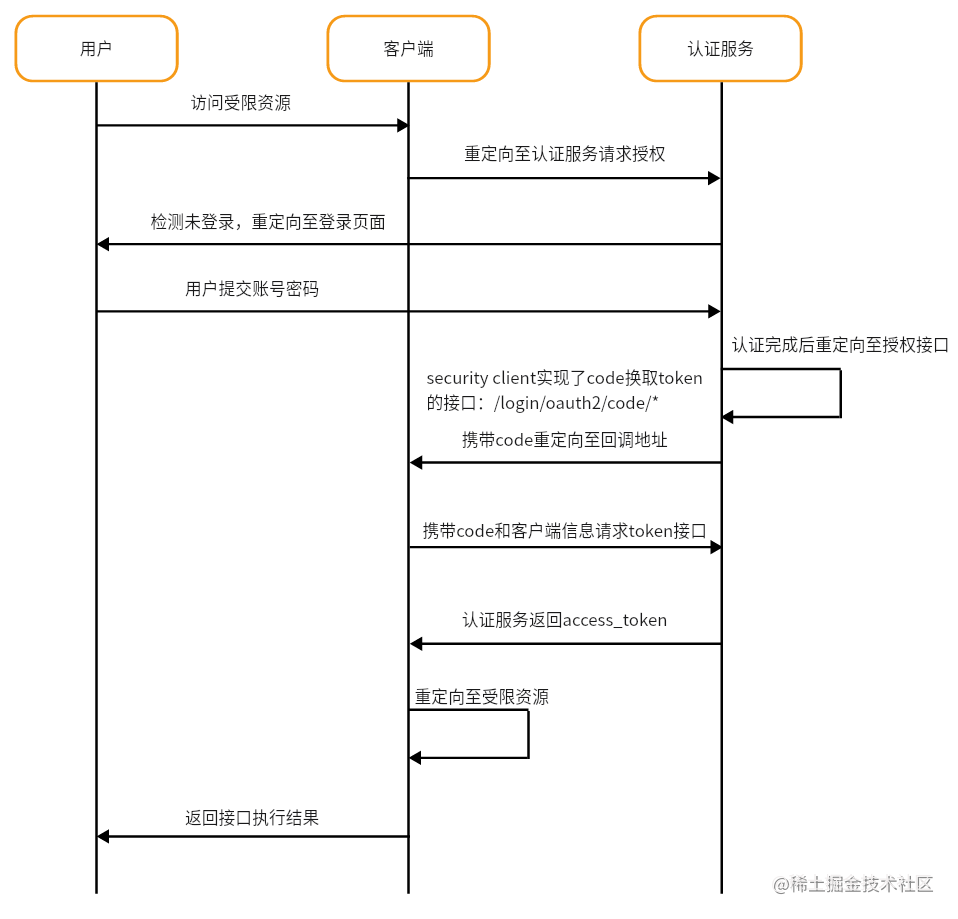 用户
客户端
认证服务
访问受限资源
重定向至认证服务请求授权
检测未登录，重定向至登录页面
用户提交账号密码
认证完成后重定向至授权接口
security client实现了code换取token
的接口：/login/oauth2/code/*
携带code重定向至回调地址
携带code和客户端信息请求token接口
认证服务返回access_token
重定向至受限资源
返回接口执行结果
@稀土掘金技术社区